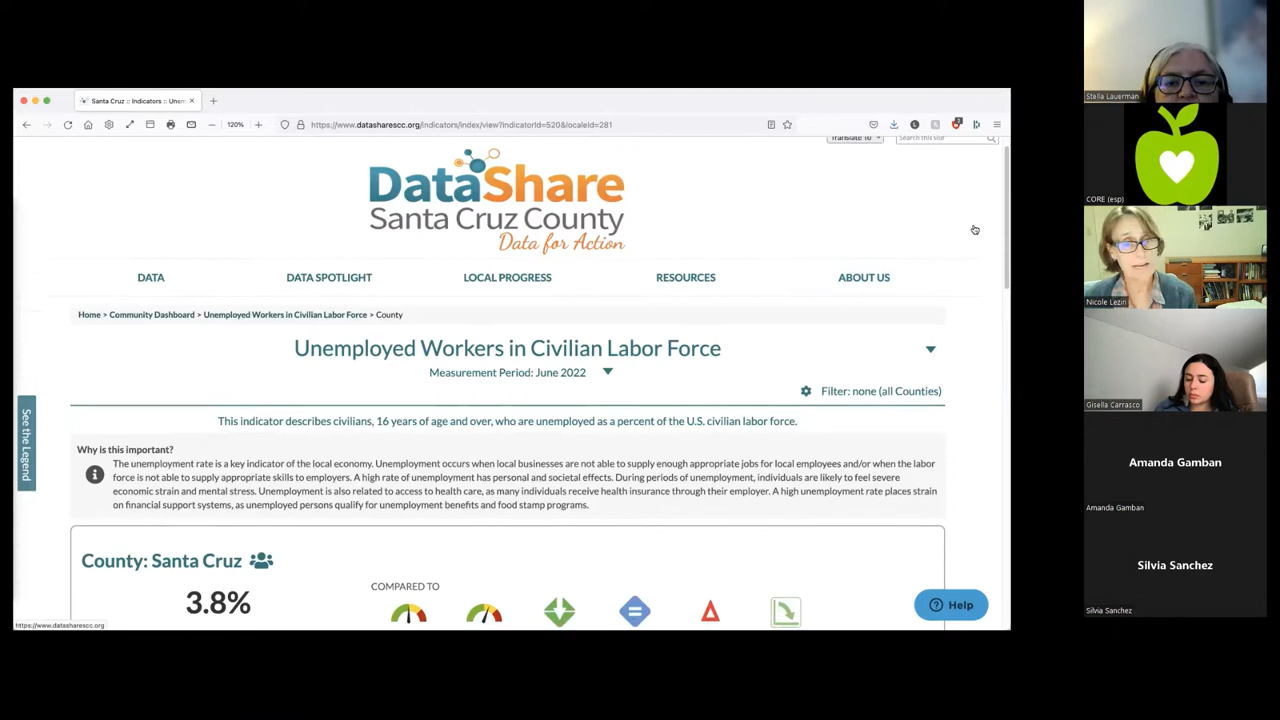 Santa Cruz :: Indicators :: Unem
120%
https://www.datasharescc.org/indicators/index/view?indicatorId=520&localeId=281
Translate To
Search this site
DataShare
Santa Cruz County
Data for Action
DATA
DATA SPOTLIGHT
LOCAL PROGRESS
RESOURCES
ABOUT US
Home > Community Dashboard > Unemployed Workers in Civilian Labor Force > County
Unemployed Workers in Civilian Labor Force
Measurement Period: June 2022
Filter: none (all Counties)
See the Legend
This indicator describes civilians, 16 years of age and over, who are unemployed as a percent of the U.S. civilian labor force.
Why is this important?
The unemployment rate is a key indicator of the local economy. Unemployment occurs when local businesses are not able to supply enough appropriate jobs for local employees and/or when the labor
force is not able to supply appropriate skills to employers. A high rate of unemployment has personal and societal effects. During periods of unemployment, individuals are likely to feel severe
economic strain and mental stress. Unemployment is also related to access to health care, as many individuals receive health insurance through their employer. A high unemployment rate places strain
on financial support systems, as unemployed persons qualify for unemployment benefits and food stamp programs.
County: Santa Cruz
3.8%
COMPARED TO
Help
https://www.datasharescc.org
Stella Lauerman
CORE (esp)
Nicole Lezin
Gisella Carrasco
Amanda Gamban
Amanda Gamban
Silvia Sanchez
Silvia Sanchez